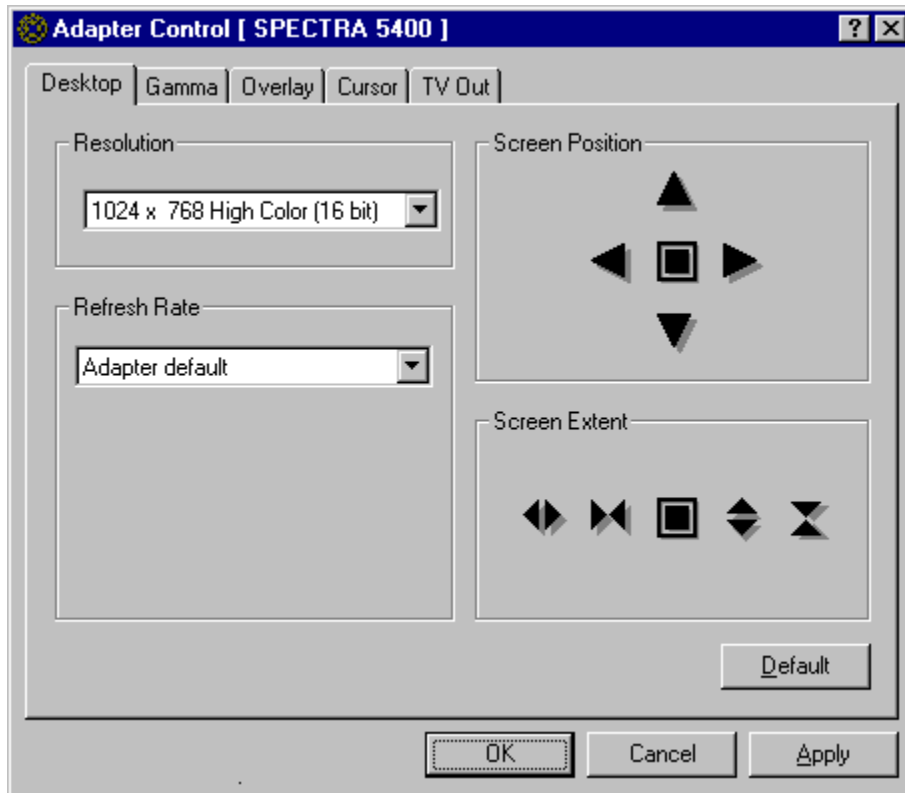 Adapter Control [ SPECTRA 5400 ]
Desktop Gamma Overlay Cursor TV Out
Resolution
1024 x  768 High Color (16 bit)
Screen Position
Refresh Rate
Adapter default
Screen Extent
Default
OK Cancel Apply